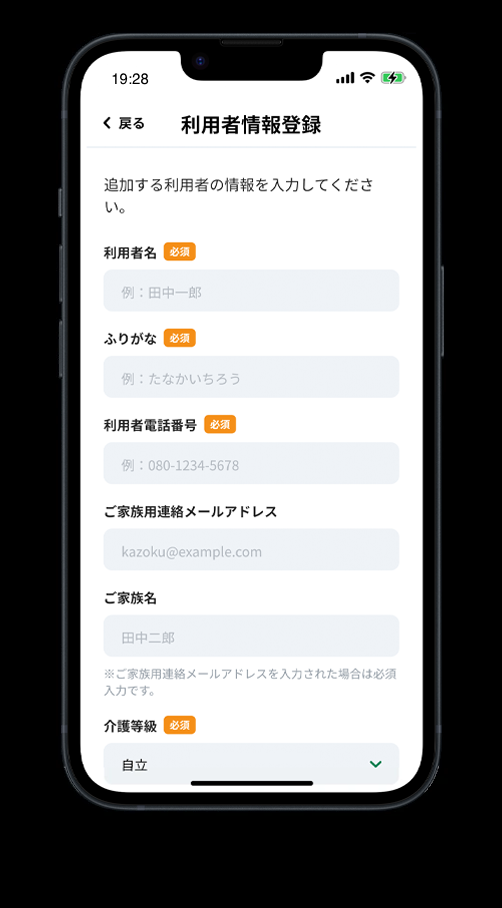 19:28
戻る 利用者情報登録
追加する利用者の情報を入力してくださ
い。
利用者名 必須
例：田中一郎
ふりがな 必須
例：たなかいちろう
利用者電話番号 必須
例：080-1234-5678
ご家族用連絡メールアドレス
kazoku@example.com
ご家族名
田中二郎
※ご家族用連絡メールアドレスを入力された場合は必須
入力です。
介護等級 必須
自立